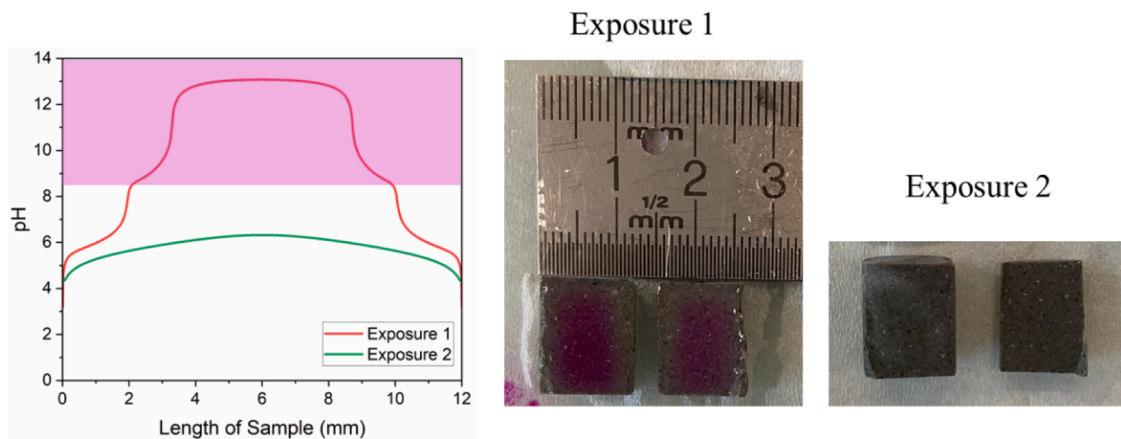 Exposure 1
14
12
10
8
6
4
2
0
pH
0 2 4 6 8 10 12
Length of Sample (mm)
Exposure 1
Exposure 2
mm
1 2 3
1/2
mm
Exposure 2